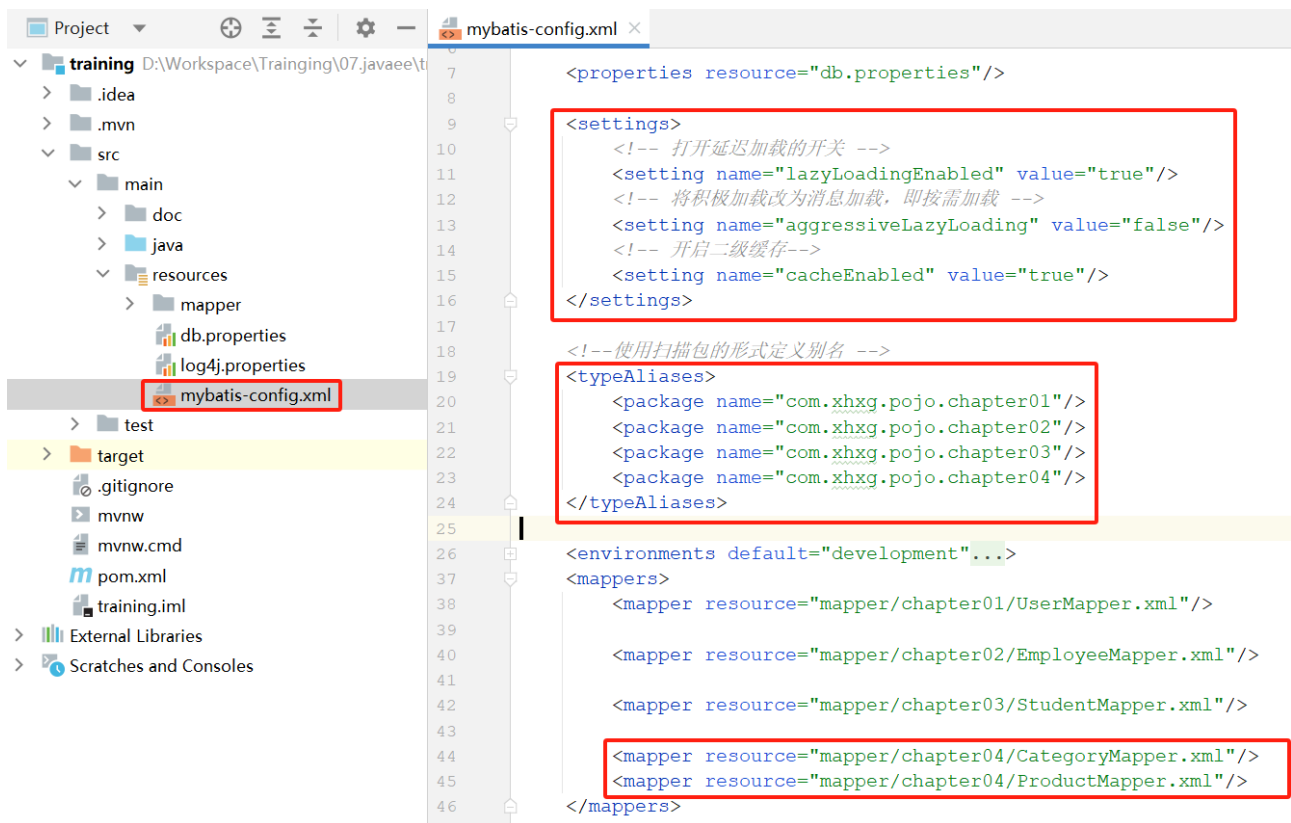 Project
training D:\Workspace\Trainging\07.javaee\t
.idea
.mvn
src
main
doc
java
resources
mapper
db.properties
log4j.properties
mybatis-config.xml
test
target
.gitignore
mvnw
mvnw.cmd
pom.xml
training.iml
External Libraries
Scratches and Consoles
mybatis-config.xml
6
7 <properties resource="db.properties"/>
8
9 <settings>
10 <!-- 打开延迟加载的开关 -->
11 <setting name="lazyLoadingEnabled" value="true"/>
12 <!-- 将积极加载改为消息加载，即按需加载 -->
13 <setting name="aggressiveLazyLoading" value="false"/>
14 <!-- 开启二级缓存-->
15 <setting name="cacheEnabled" value="true"/>
16 </settings>
17
18 <!--使用扫描包的形式定义别名 -->
19 <typeAliases>
20 <package name="com.xhxg.pojo.chapter01"/>
21 <package name="com.xhxg.pojo.chapter02"/>
22 <package name="com.xhxg.pojo.chapter03"/>
23 <package name="com.xhxg.pojo.chapter04"/>
24 </typeAliases>
25
26 <environments default="development"...>
37 <mappers>
38 <mapper resource="mapper/chapter01/UserMapper.xml"/>
39
40 <mapper resource="mapper/chapter02/EmployeeMapper.xml"/>
41
42 <mapper resource="mapper/chapter03/StudentMapper.xml"/>
43
44 <mapper resource="mapper/chapter04/CategoryMapper.xml"/>
45 <mapper resource="mapper/chapter04/ProductMapper.xml"/>
46 </mappers>